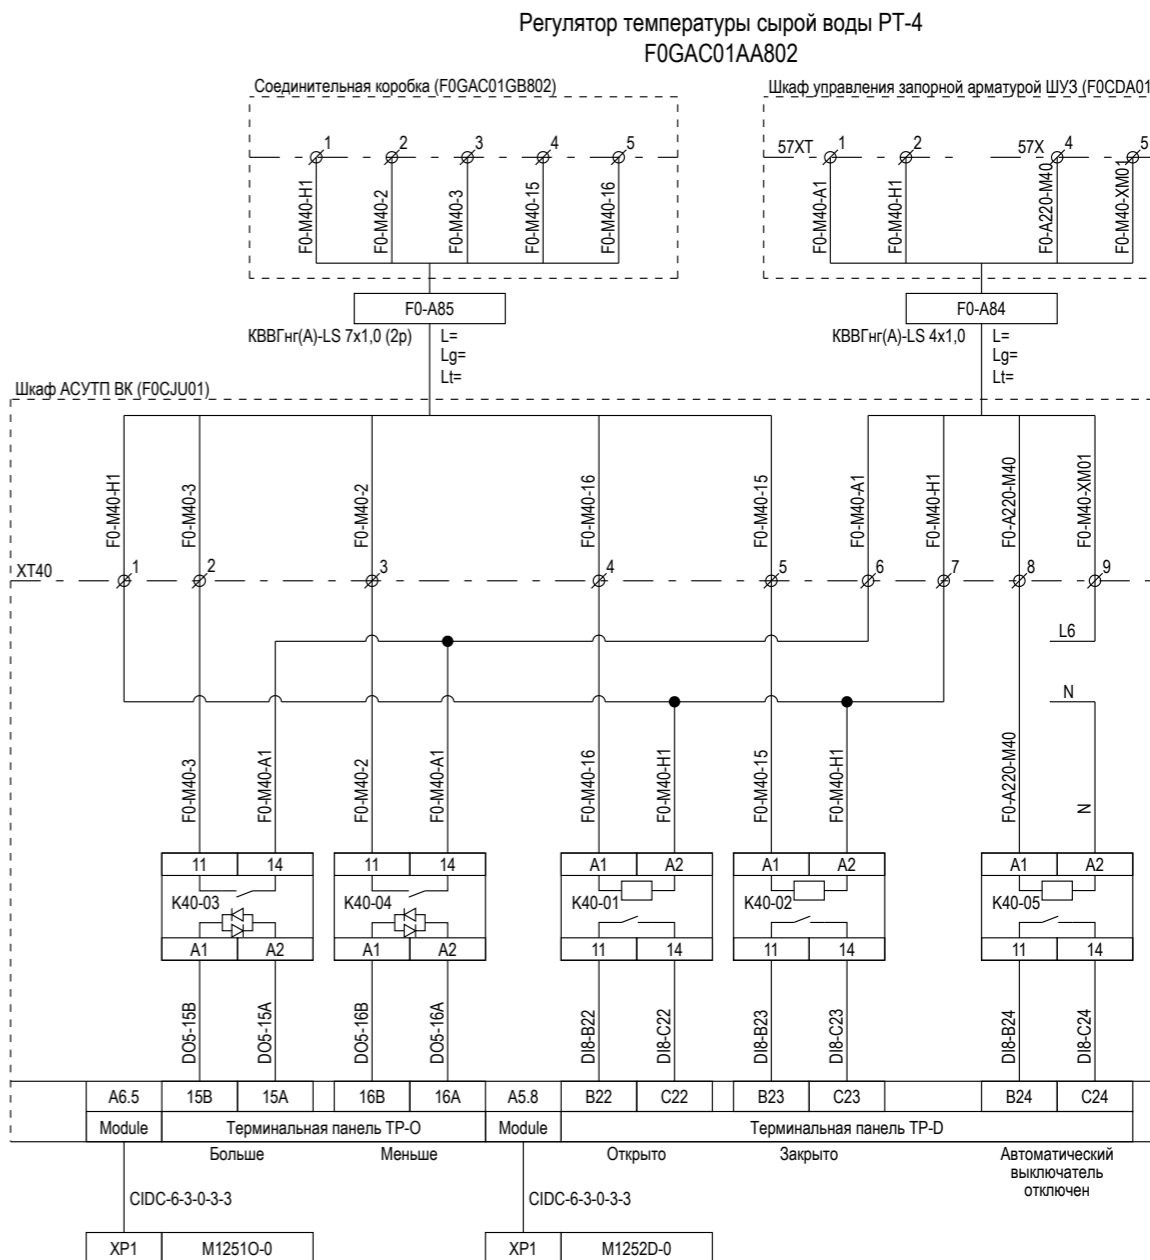 Регулятор температуры сырой воды РТ-4
F0GAC01AA802
Соединительная коробка (F0GAC01GB802)
Шкаф управления запорной арматурой ШУЗ (F0CDA01
1 2 3 4 5
57XT 1 2 57X 4 5
F0-M40-H1 F0-M40-2 F0-M40-3 F0-M40-15 F0-M40-16
F0-M40-A1 F0-M40-H1 F0-A220-M40 F0-M40-XM01
F0-A85 F0-A84
КВВГнг(А)-LS 7x1,0 (2р) L=
Lg=
Lt=
КВВГнг(А)-LS 4x1,0 L=
Lg=
Lt=
Шкаф АСУТП ВК (F0CJU01)
F0-M40-H1 F0-M40-3 F0-M40-2 F0-M40-16 F0-M40-15 F0-M40-A1 F0-M40-H1 F0-A220-M40 F0-M40-XM01
XT40 1 2 3 4 5 6 7 8 9
L6
N
F0-M40-3 F0-M40-A1 F0-M40-2 F0-M40-A1 F0-M40-16 F0-M40-H1 F0-M40-15 F0-M40-H1 F0-A220-M40 N
11 14 11 14 A1 A2 A1 A2 A1 A2
K40-03 K40-04 K40-01 K40-02 K40-05
A1 A2 A1 A2 11 14 11 14 11 14
DO5-15B DO5-15A DO5-16B DO5-16A DI8-B22 DI8-C22 DI8-B23 DI8-C23 DI8-B24 DI8-C24
A6.5 15B 15A 16B 16A A5.8 B22 C22 B23 C23 B24 C24
Module Терминальная панель TP-O Module Терминальная панель TP-D
Больше Меньше Открыто Закрыто Автоматический
выключатель
отключен
CIDC-6-3-0-3-3 CIDC-6-3-0-3-3
XP1 M1251O-0 XP1 M1252D-0